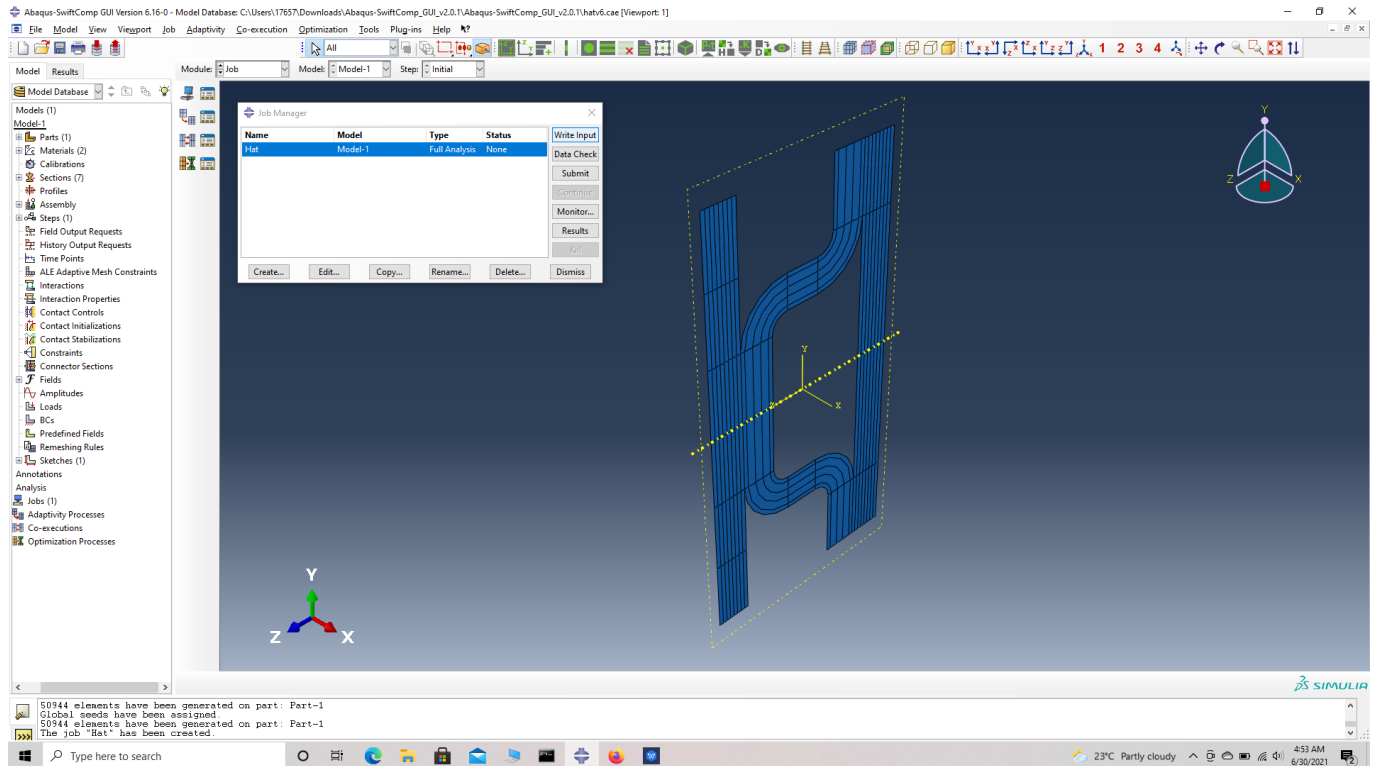 Abaqus-SwiftComp GUI Version 6.16-0 - Model Database: C:\Users\17657\Downloads\Abaqus-SwiftComp_GUI_v2.0.1\Abaqus-SwiftComp_GUI_v2.0.1\hatv6.cae [Viewport: 1]
File Model View Viewport Job Adaptivity Co-execution Optimization Tools Plug-ins Help
All
1 2 3 4
Model Results
Module: Job Model: Model-1 Step: Initial
Model Database
Models (1)
Model-1
Parts (1)
Materials (2)
Calibrations
Sections (7)
Profiles
Assembly
Steps (1)
Field Output Requests
History Output Requests
Time Points
ALE Adaptive Mesh Constraints
Interactions
Interaction Properties
Contact Controls
Contact Initializations
Contact Stabilizations
Constraints
Connector Sections
Fields
Amplitudes
Loads
BCs
Predefined Fields
Remeshing Rules
Sketches (1)
Annotations
Analysis
Jobs (1)
Adaptivity Processes
Co-executions
Optimization Processes
Job Manager
Name Model Type Status
Hat Model-1 Full Analysis None
Write Input
Data Check
Submit
Continue
Monitor...
Results
Kill
Create... Edit... Copy... Rename... Delete... Dismiss
Y
Z X
Y
Z X
Y
Z X
SIMULIA
50944 elements have been generated on part: Part-1
Global seeds have been assigned.
50944 elements have been generated on part: Part-1
The job "Hat" has been created.
Type here to search
23°C Partly cloudy
4:53 AM
6/30/2021
2